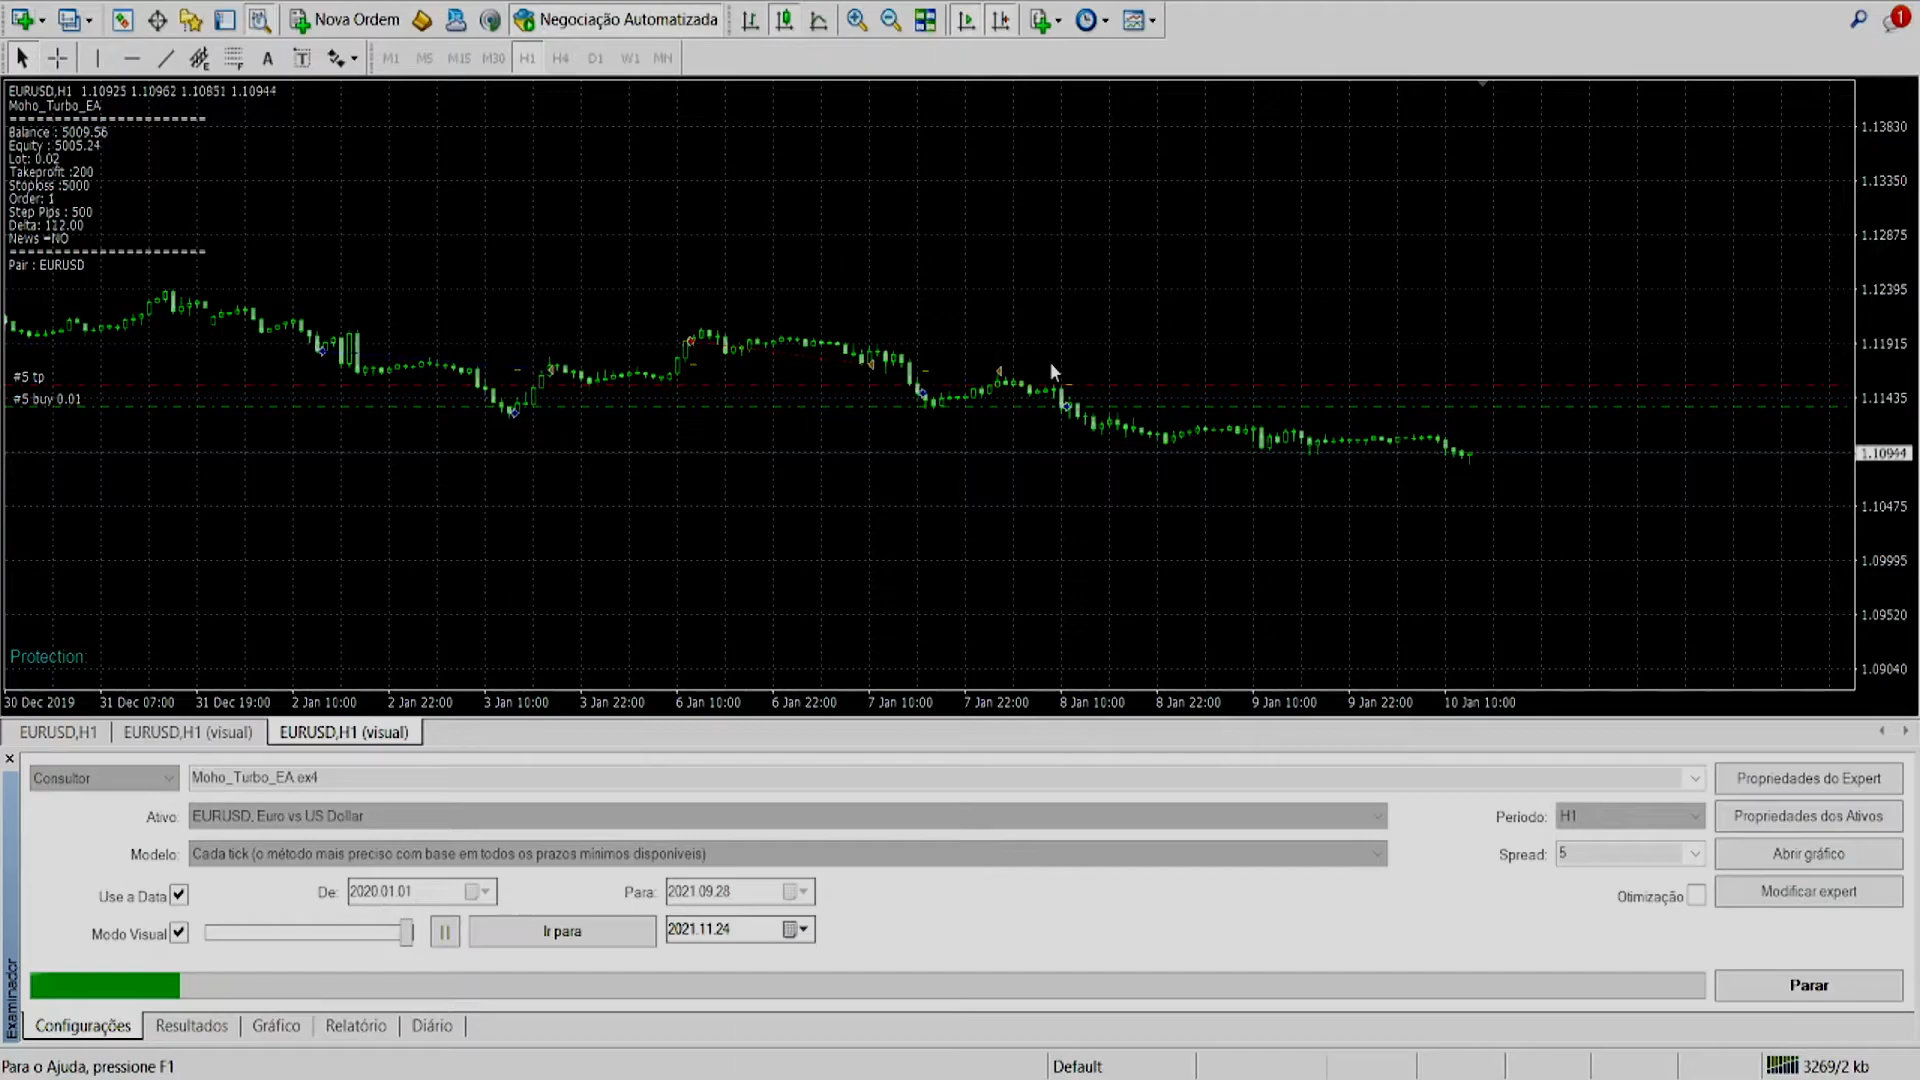 Nova Ordem
Negociação Automatizada
1
A
T
M1 M5 M15 M30 H1 H4 D1 W1 MN
EURUSD,H1 1.10925 1.10962 1.10851 1.10944
Moho_Turbo_EA
Balance : 5009.56
Equity : 5005.24
Lot: 0.02
Takeprofit :200
Stoploss :5000
Order: 1
Step Pips : 500
Delta: 112.00
News =NO
Pair : EURUSD
#5 tp
#5 buy 0.01
Protection:
1.13830
1.13350
1.12875
1.12395
1.11915
1.11435
1.10944
1.10475
1.09995
1.09520
1.09040
30 Dec 2019 31 Dec 07:00 31 Dec 19:00 2 Jan 10:00 2 Jan 22:00 3 Jan 10:00 3 Jan 22:00 6 Jan 10:00 6 Jan 22:00 7 Jan 10:00 7 Jan 22:00 8 Jan 10:00 8 Jan 22:00 9 Jan 10:00 9 Jan 22:00 10 Jan 10:00
EURUSD,H1 EURUSD,H1 (visual) EURUSD,H1 (visual)
Consultor Moho_Turbo_EA.ex4 Propriedades do Expert
Ativo: EURUSD, Euro vs US Dollar Periodo: H1 Propriedades dos Ativos
Modelo: Cada tick (o método mais preciso com base em todos os prazos mínimos disponíveis) Spread: 5 Abrir gráfico
Use a Data De: 2020.01.01 Para: 2021.09.28 Otimização Modificar expert
Modo Visual Ir para 2021.11.24
Parar
Examinador
Configurações Resultados Gráfico Relatório Diário
Para o Ajuda, pressione F1 Default 3269/2 kb